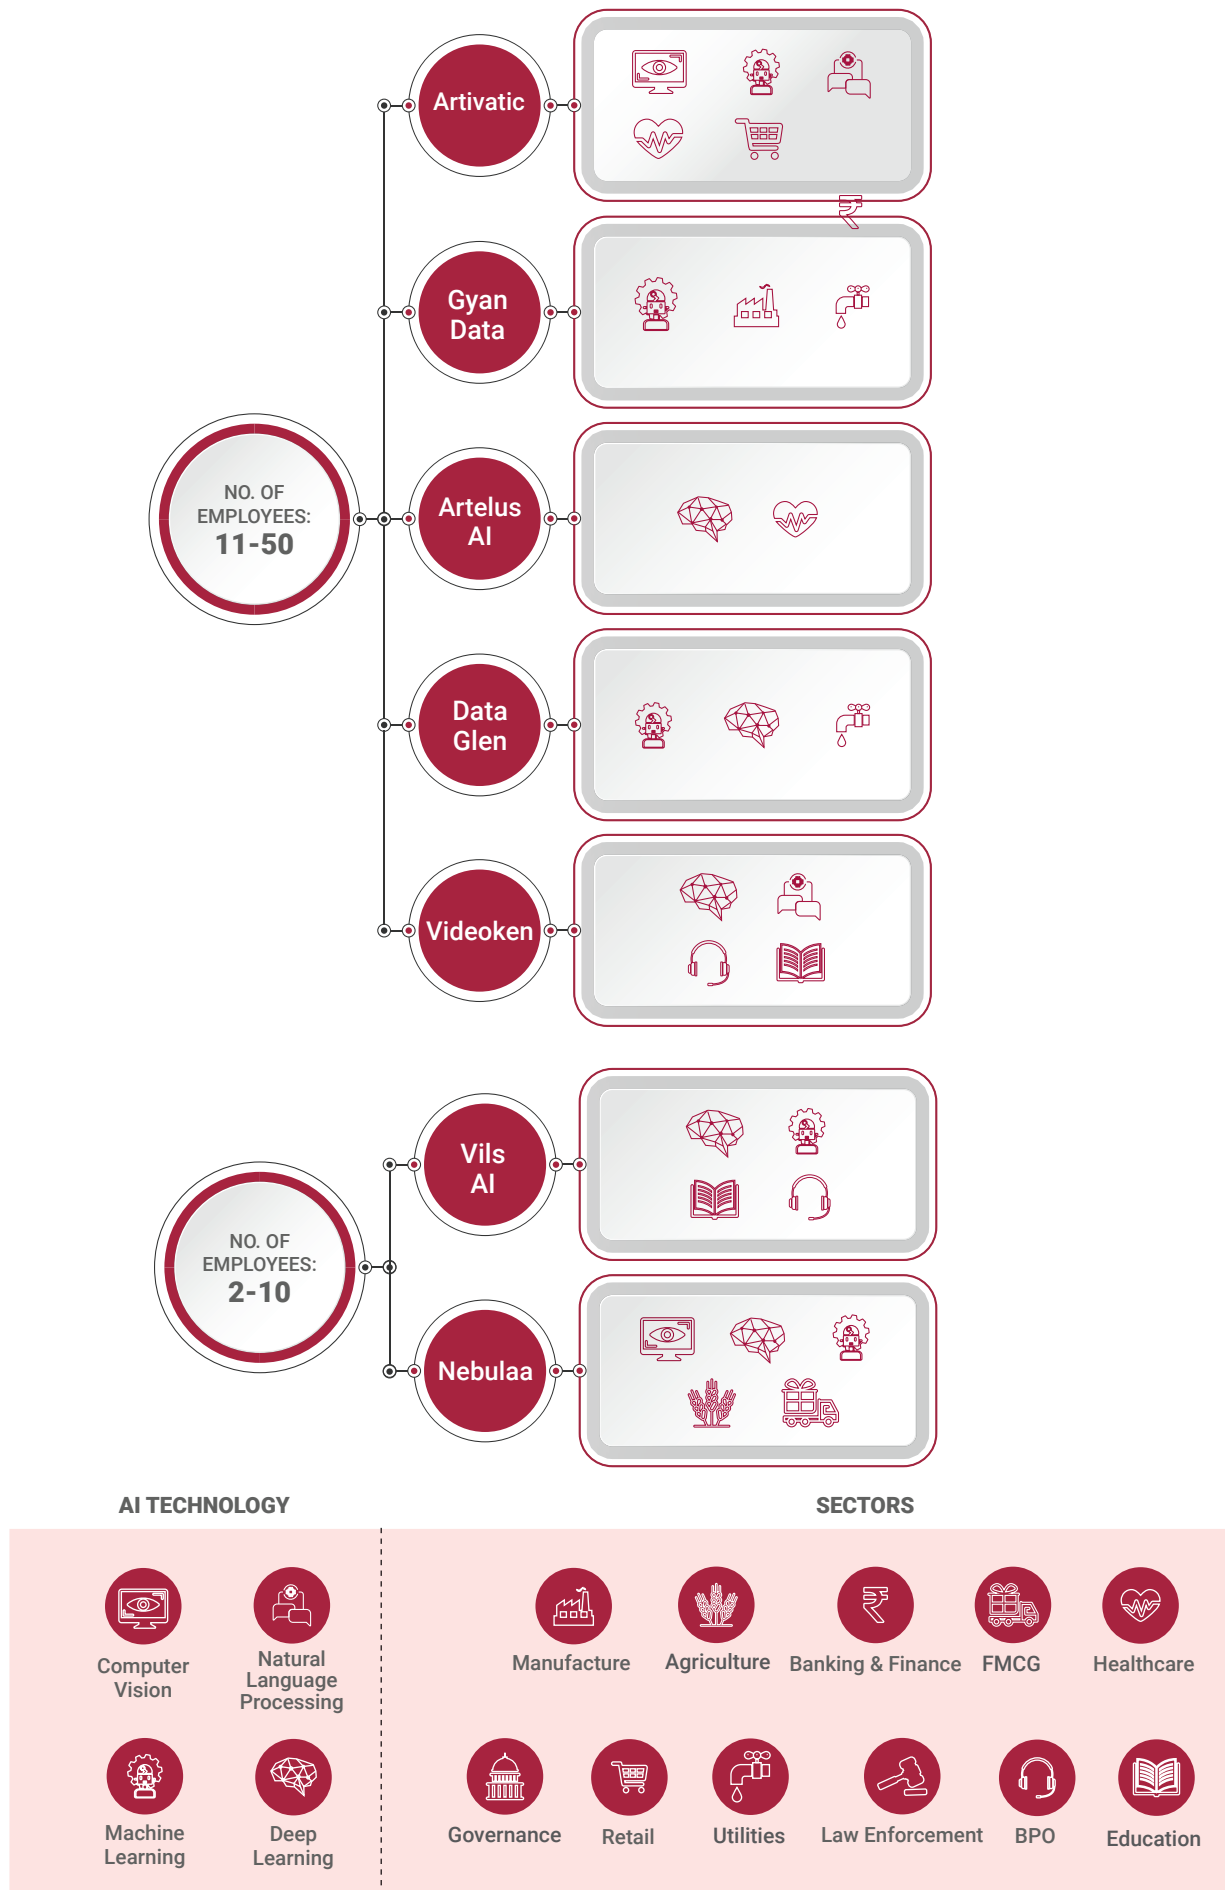 Artivatic
₹
Gyan
Data
NO. OF
EMPLOYEES:
11-50
Artelus
AI
Data
Glen
Videoken
Vils
AI
NO. OF
EMPLOYEES:
2-10
Nebulaa
AI TECHNOLOGY
SECTORS
Computer
Vision
Natural
Language
Processing
Machine
Learning
Deep
Learning
₹
Manufacture
Agriculture
Banking & Finance
FMCG
Healthcare
Governance
Retail
Utilities
Law Enforcement
BPO
Education